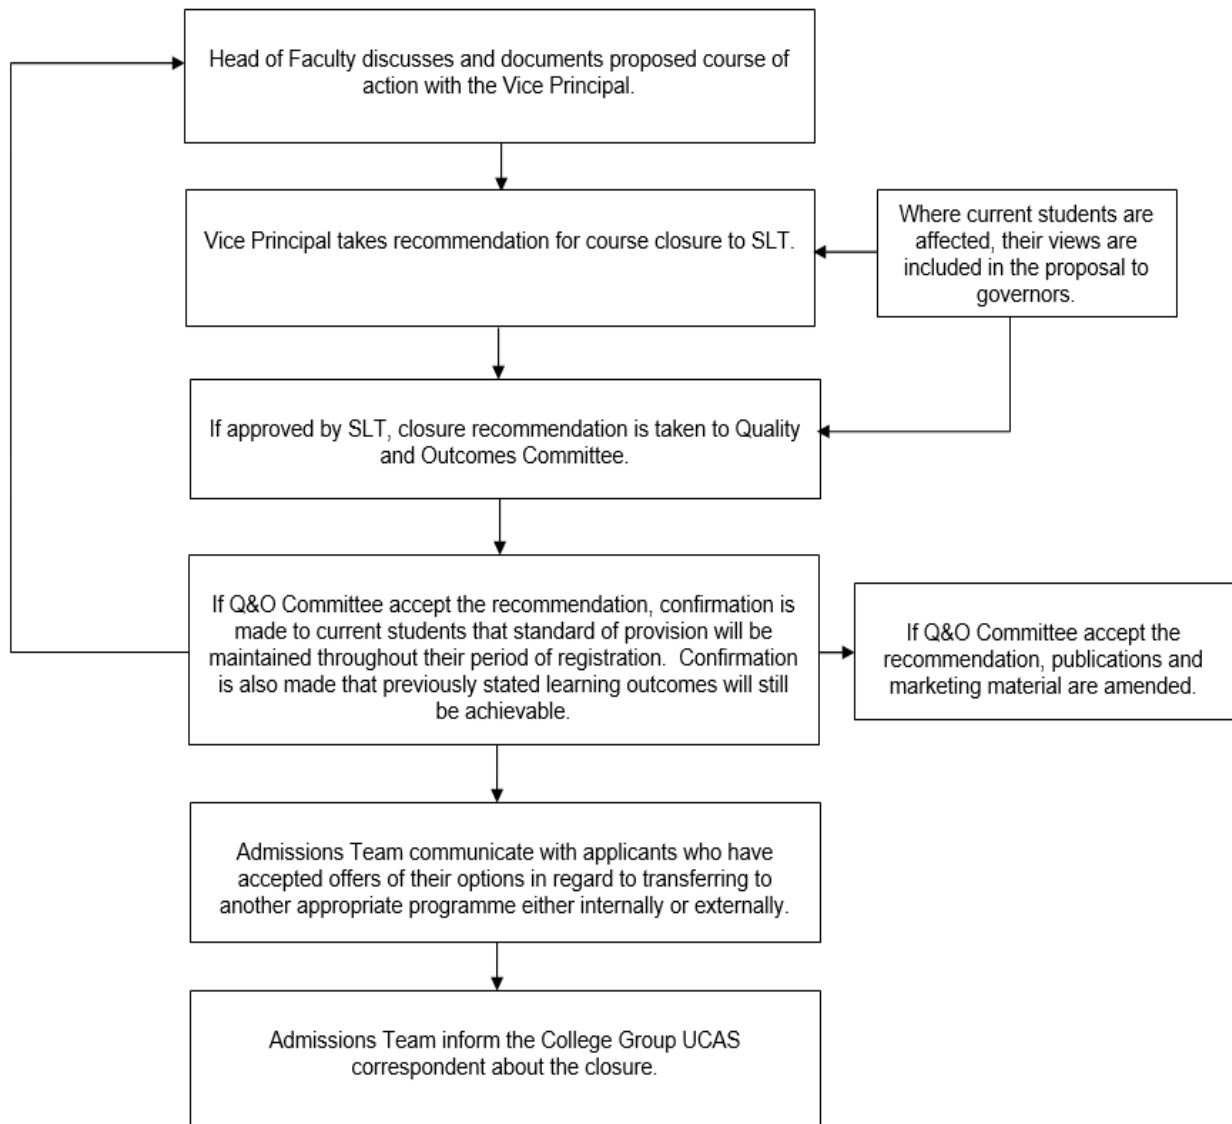 Head of Faculty discusses and documents proposed course of
action with the Vice Principal.
Vice Principal takes recommendation for course closure to SLT.
Where current students are
affected, their views are
included in the proposal to
governors.
If approved by SLT, closure recommendation is taken to Quality
and Outcomes Committee.
If Q&O Committee accept the recommendation, confirmation is
made to current students that standard of provision will be
maintained throughout their period of registration.  Confirmation
is also made that previously stated learning outcomes will still
be achievable.
If Q&O Committee accept the
recommendation, publications and
marketing material are amended.
Admissions Team communicate with applicants who have
accepted offers of their options in regard to transferring to
another appropriate programme either internally or externally.
Admissions Team inform the College Group UCAS
correspondent about the closure.